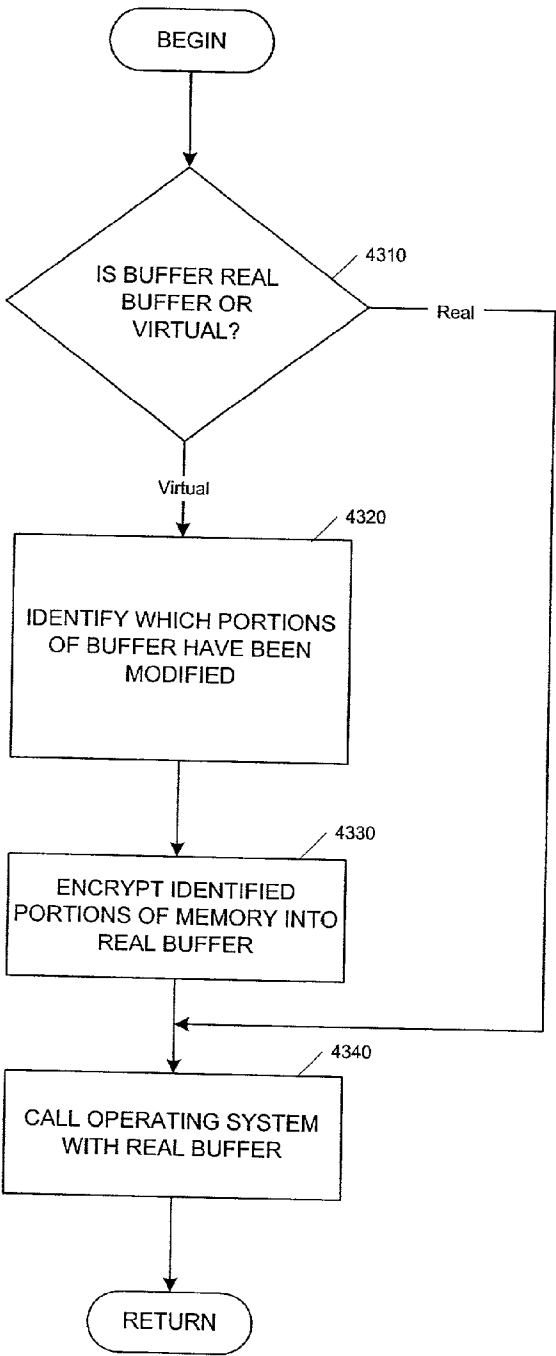 BEGIN
4310
IS BUFFER REAL
BUFFER OR
VIRTUAL?
Real
Virtual
4320
IDENTIFY WHICH PORTIONS
OF BUFFER HAVE BEEN
MODIFIED
4330
ENCRYPT IDENTIFIED
PORTIONS OF MEMORY INTO
REAL BUFFER
4340
CALL OPERATING SYSTEM
WITH REAL BUFFER
RETURN